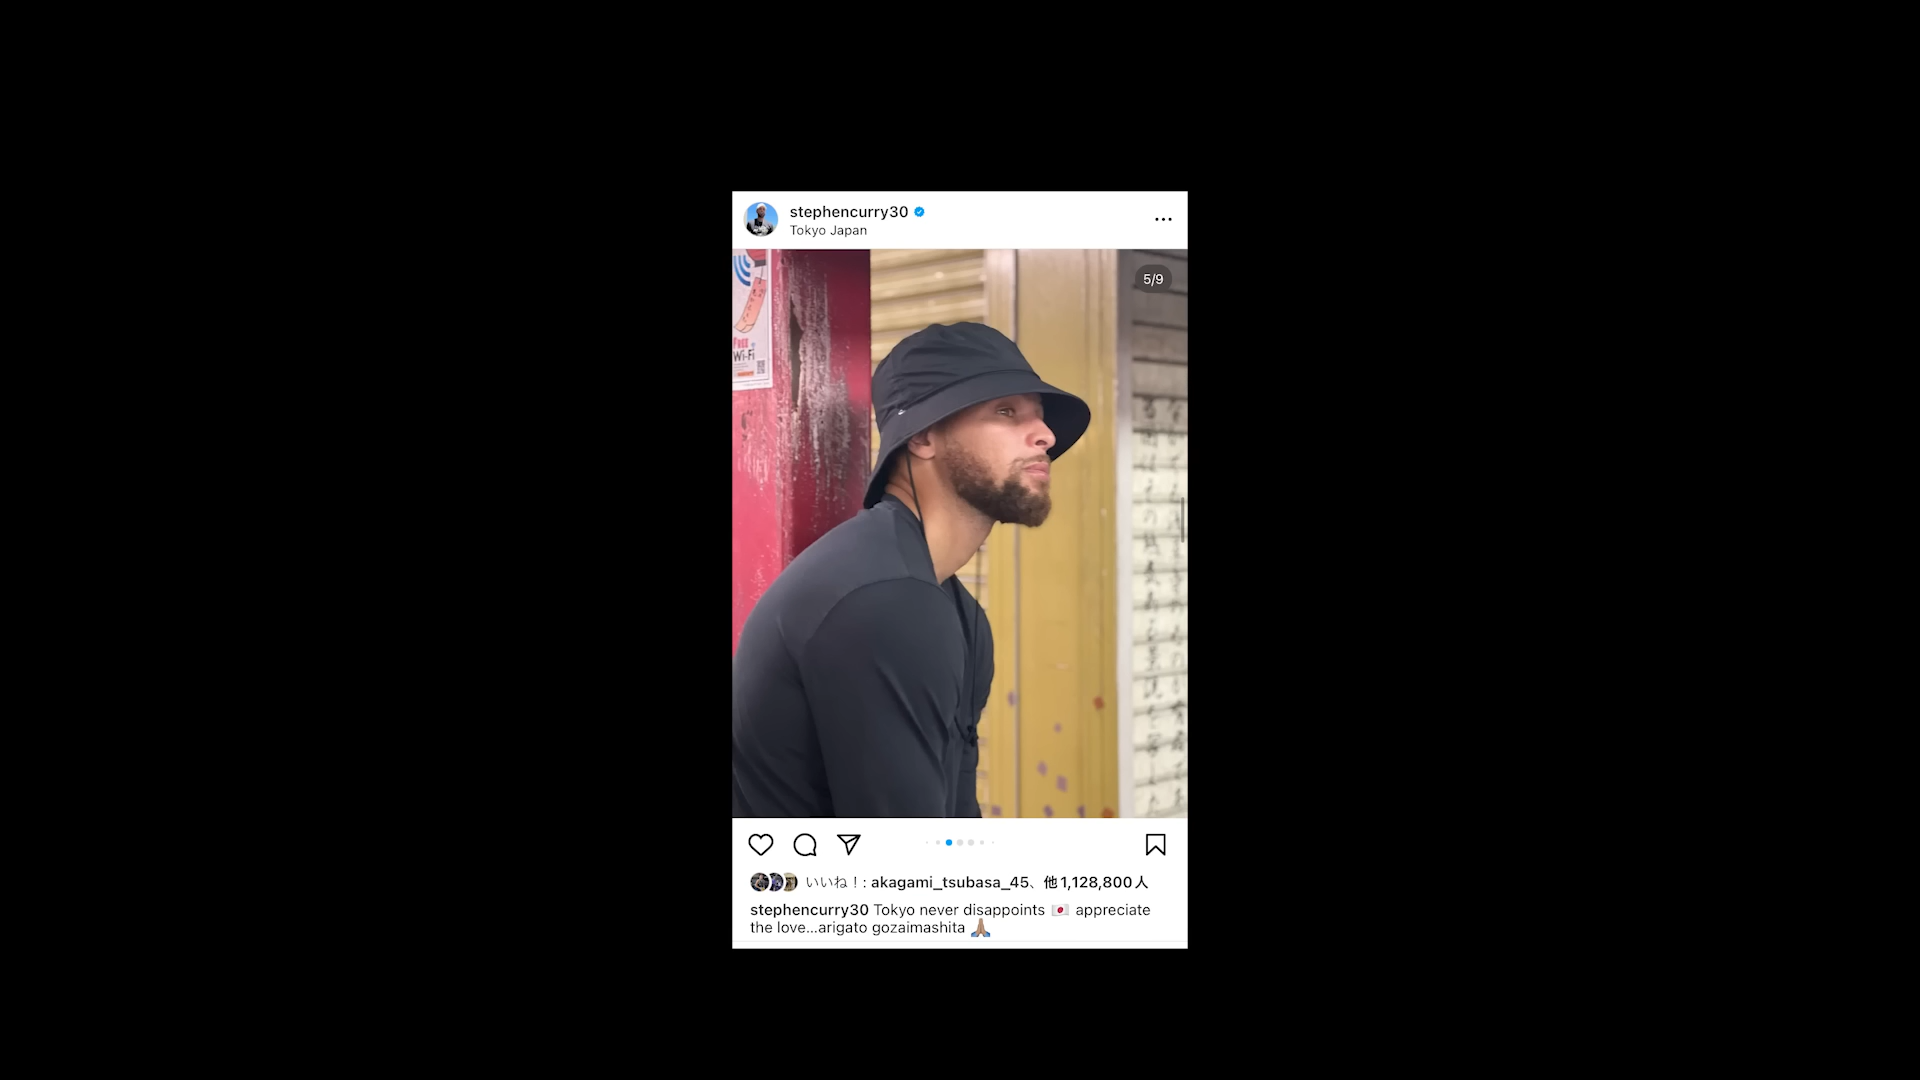 stephencurry30
Tokyo Japan
5/9
FREE
Wi-Fi
いいね！: akagami_tsubasa_45、他1,128,800人
stephencurry30 Tokyo never disappoints 🇯🇵 appreciate
the love...arigato gozaimashita 🙏🏽